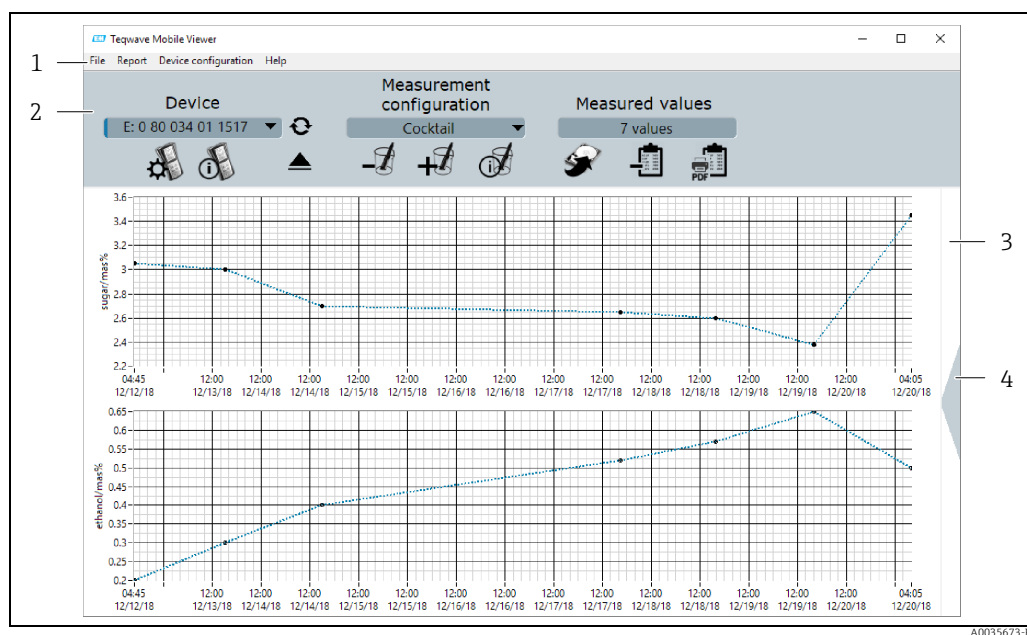 Teqwave Mobile Viewer
1
File Report Device configuration Help
2
Device
Measurement
configuration
Measured values
E: 0 80 034 01 1517
Cocktail
7 values
PDF
3.6
3.4
3.2
3
2.8
2.6
2.4
2.2
sugar/mas%
04:45 12:00 12:00 12:00 12:00 12:00 12:00 12:00 12:00 12:00 12:00 12:00 12:00 12:00 12:00 04:05
12/12/18 12/13/18 12/14/18 12/14/18 12/15/18 12/15/18 12/16/18 12/16/18 12/17/18 12/17/18 12/18/18 12/18/18 12/19/18 12/19/18 12/20/18 12/20/18
3
4
0.65
0.6
0.55
0.5
0.45
0.4
0.35
0.3
0.25
0.2
ethanol/mas%
04:45 12:00 12:00 12:00 12:00 12:00 12:00 12:00 12:00 12:00 12:00 12:00 12:00 12:00 12:00 04:05
12/12/18 12/13/18 12/14/18 12/14/18 12/15/18 12/15/18 12/16/18 12/16/18 12/17/18 12/17/18 12/18/18 12/18/18 12/19/18 12/19/18 12/20/18 12/20/18